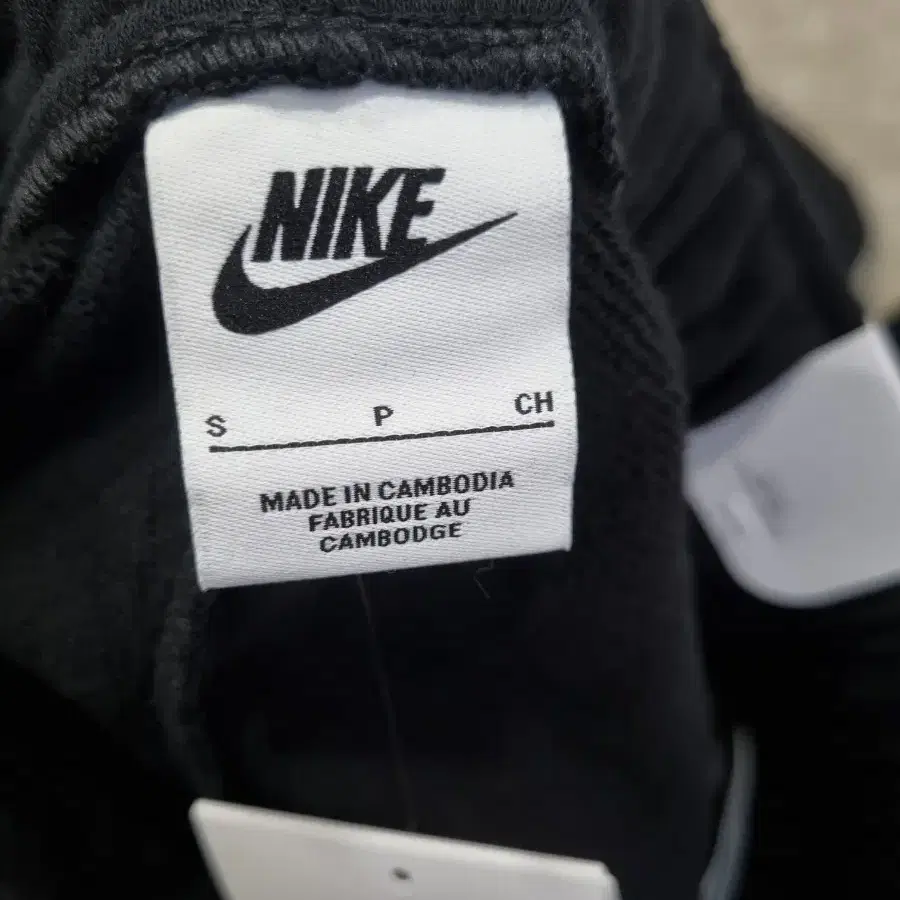 NIKE
S P CH
MADE IN CAMBODIA
FABRIQUE AU
CAMBODGE